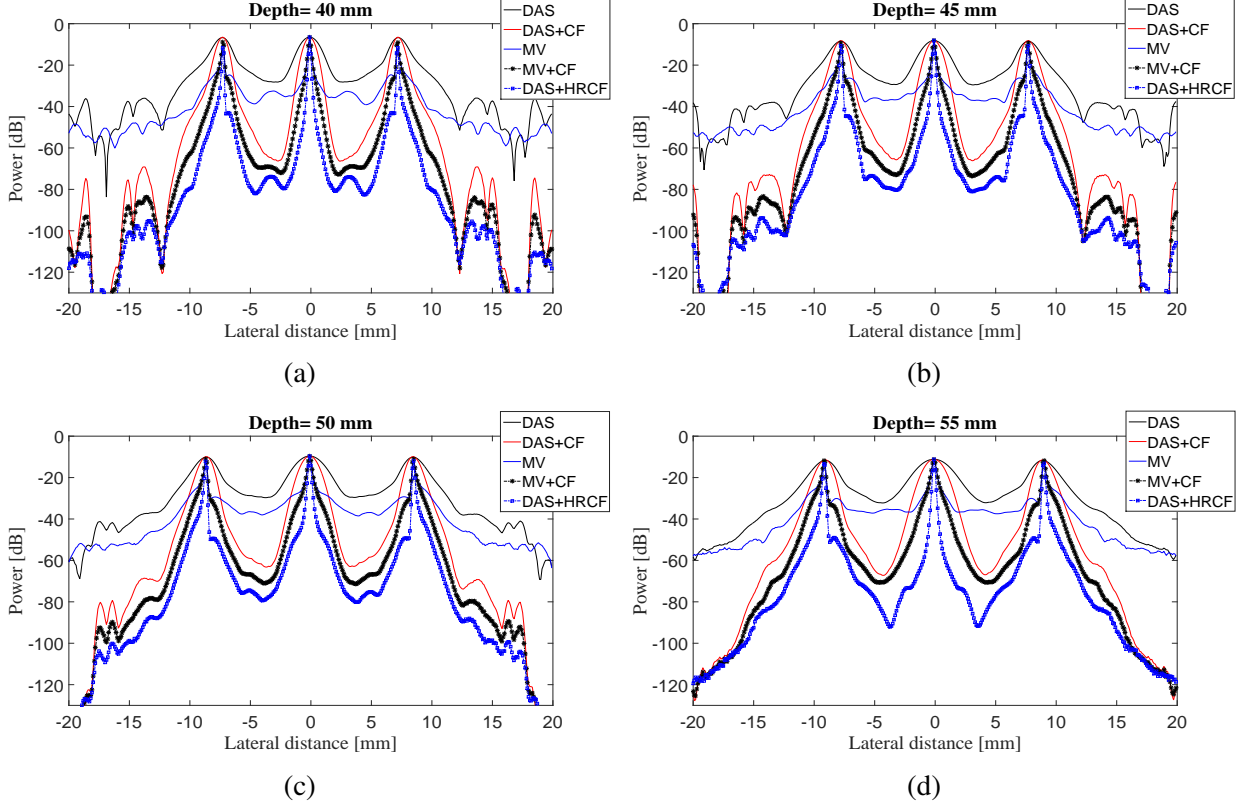 Depth= 40 mm
DAS
DAS+CF
MV
MV+CF
DAS+HRCF
0
-20
-40
-60
-80
-100
-120
Power [dB]
-20 -15 -10 -5 0 5 10 15 20
Lateral distance [mm]
(a)
Depth= 45 mm
DAS
DAS+CF
MV
MV+CF
DAS+HRCF
0
-20
-40
-60
-80
-100
-120
Power [dB]
-20 -15 -10 -5 0 5 10 15 20
Lateral distance [mm]
(b)
Depth= 50 mm
DAS
DAS+CF
MV
MV+CF
DAS+HRCF
0
-20
-40
-60
-80
-100
-120
Power [dB]
-20 -15 -10 -5 0 5 10 15 20
Lateral distance [mm]
(c)
Depth= 55 mm
DAS
DAS+CF
MV
MV+CF
DAS+HRCF
0
-20
-40
-60
-80
-100
-120
Power [dB]
-20 -15 -10 -5 0 5 10 15 20
Lateral distance [mm]
(d)